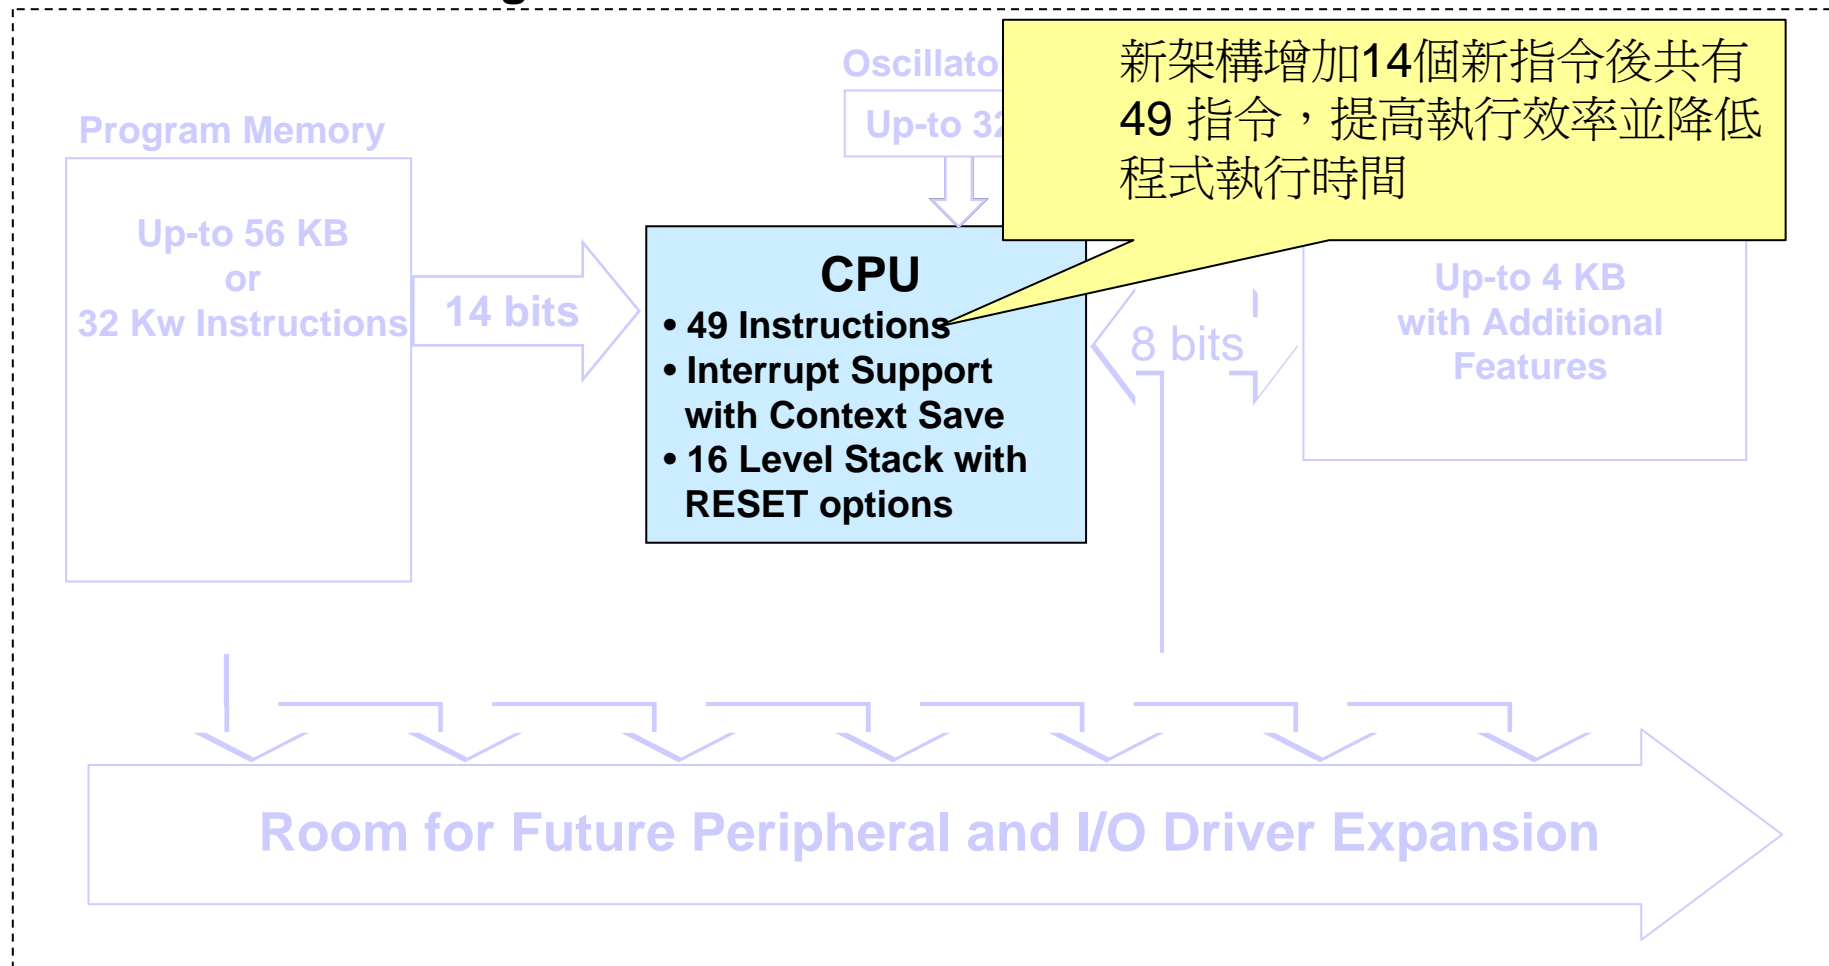 Program Memory
Up-to 56 KB
or
32 Kw Instructions
14 bits
Up-to
新架構增加14個新指令後共有
49 指令，提高執行效率並降低
程式執行時間
CPU
• 49 Instructions
• Interrupt Support
with Context Save
• 16 Level Stack with
RESET options
8 bits
Up-to 4 KB
with Additional
Features
Room for Future Peripheral and I/O Driver Expansion